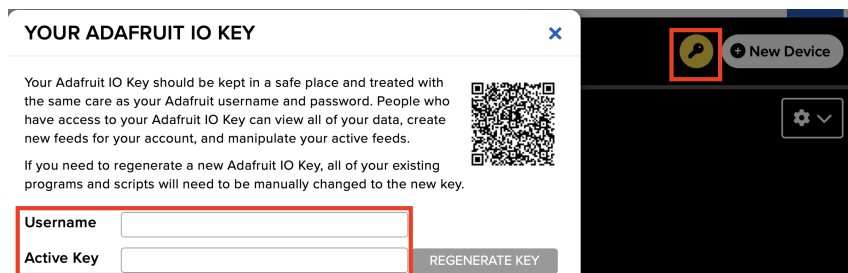 YOUR ADAFRUIT IO KEY
New Device
Your Adafruit IO Key should be kept in a safe place and treated with
the same care as your Adafruit username and password. People who
have access to your Adafruit IO Key can view all of your data, create
new feeds for your account, and manipulate your active feeds.
If you need to regenerate a new Adafruit IO Key, all of your existing
programs and scripts will need to be manually changed to the new key.
Username
Active Key
REGENERATE KEY